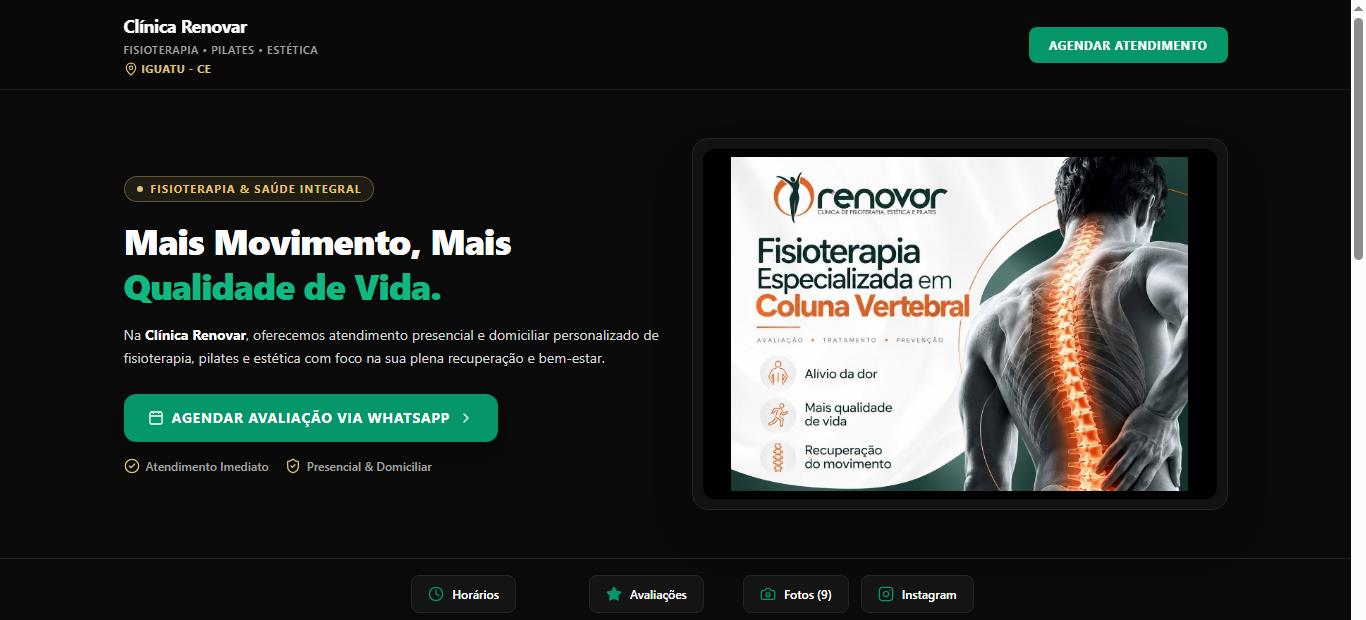 Clínica Renovar
FISIOTERAPIA • PILATES • ESTÉTICA
IGUATU - CE
AGENDAR ATENDIMENTO
FISIOTERAPIA & SAÚDE INTEGRAL
Mais Movimento, Mais
Qualidade de Vida.
Na Clínica Renovar, oferecemos atendimento presencial e domiciliar personalizado de
fisioterapia, pilates e estética com foco na sua plena recuperação e bem-estar.
AGENDAR AVALIAÇÃO VIA WHATSAPP
Atendimento Imediato
Presencial & Domiciliar
renovar
CLÍNICA DE FISIOTERAPIA, ESTÉTICA E PILATES
Fisioterapia
Especializada em
Coluna Vertebral
AVALIAÇÃO • TRATAMENTO • PREVENÇÃO
Alívio da dor
Mais qualidade
de vida
Recuperação
do movimento
Horários
Avaliações
Fotos (9)
Instagram